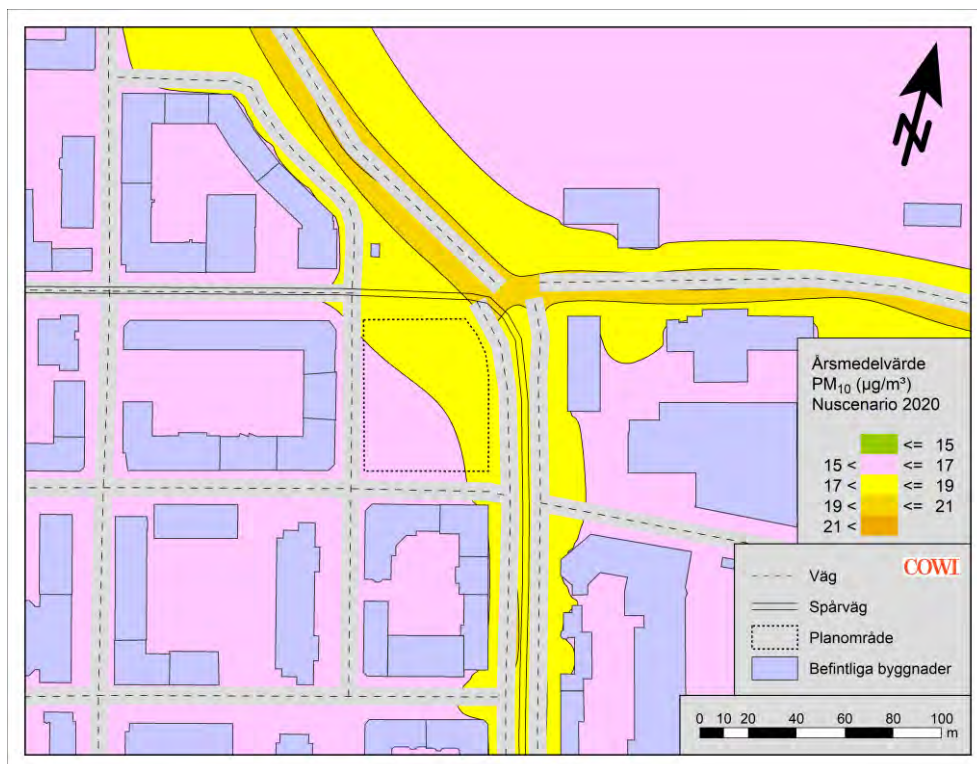 Årsmedelvärde
PM₁₀ (µg/m³)
Nuscenario 2020
<= 15
15 < <= 17
17 < <= 19
19 < <= 21
21 <
COWI
Väg
Spårväg
Planområde
Befintliga byggnader
0 10 20 40 60 80 100
m
N